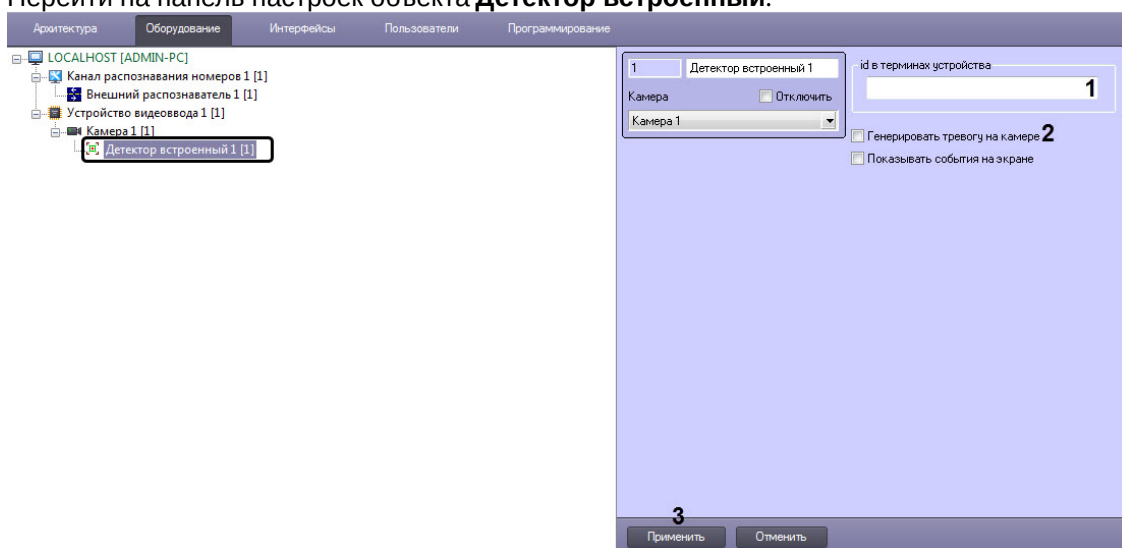 Перейти на панель настроек объекта Детектор встроенный.
Архитектура Оборудование Интерфейсы Пользователи Программирование
LOCALHOST [ADMIN-PC]
Канал распознавания номеров 1 [1]
Внешний распознаватель 1 [1]
Устройство видеоввода 1 [1]
Камера 1 [1]
Детектор встроенный 1 [1]
1 Детектор встроенный 1
Камера Отключить
Камера 1
id в терминах устройства
1
Генерировать тревогу на камере 2
Показывать события на экране
3
Применить Отменить